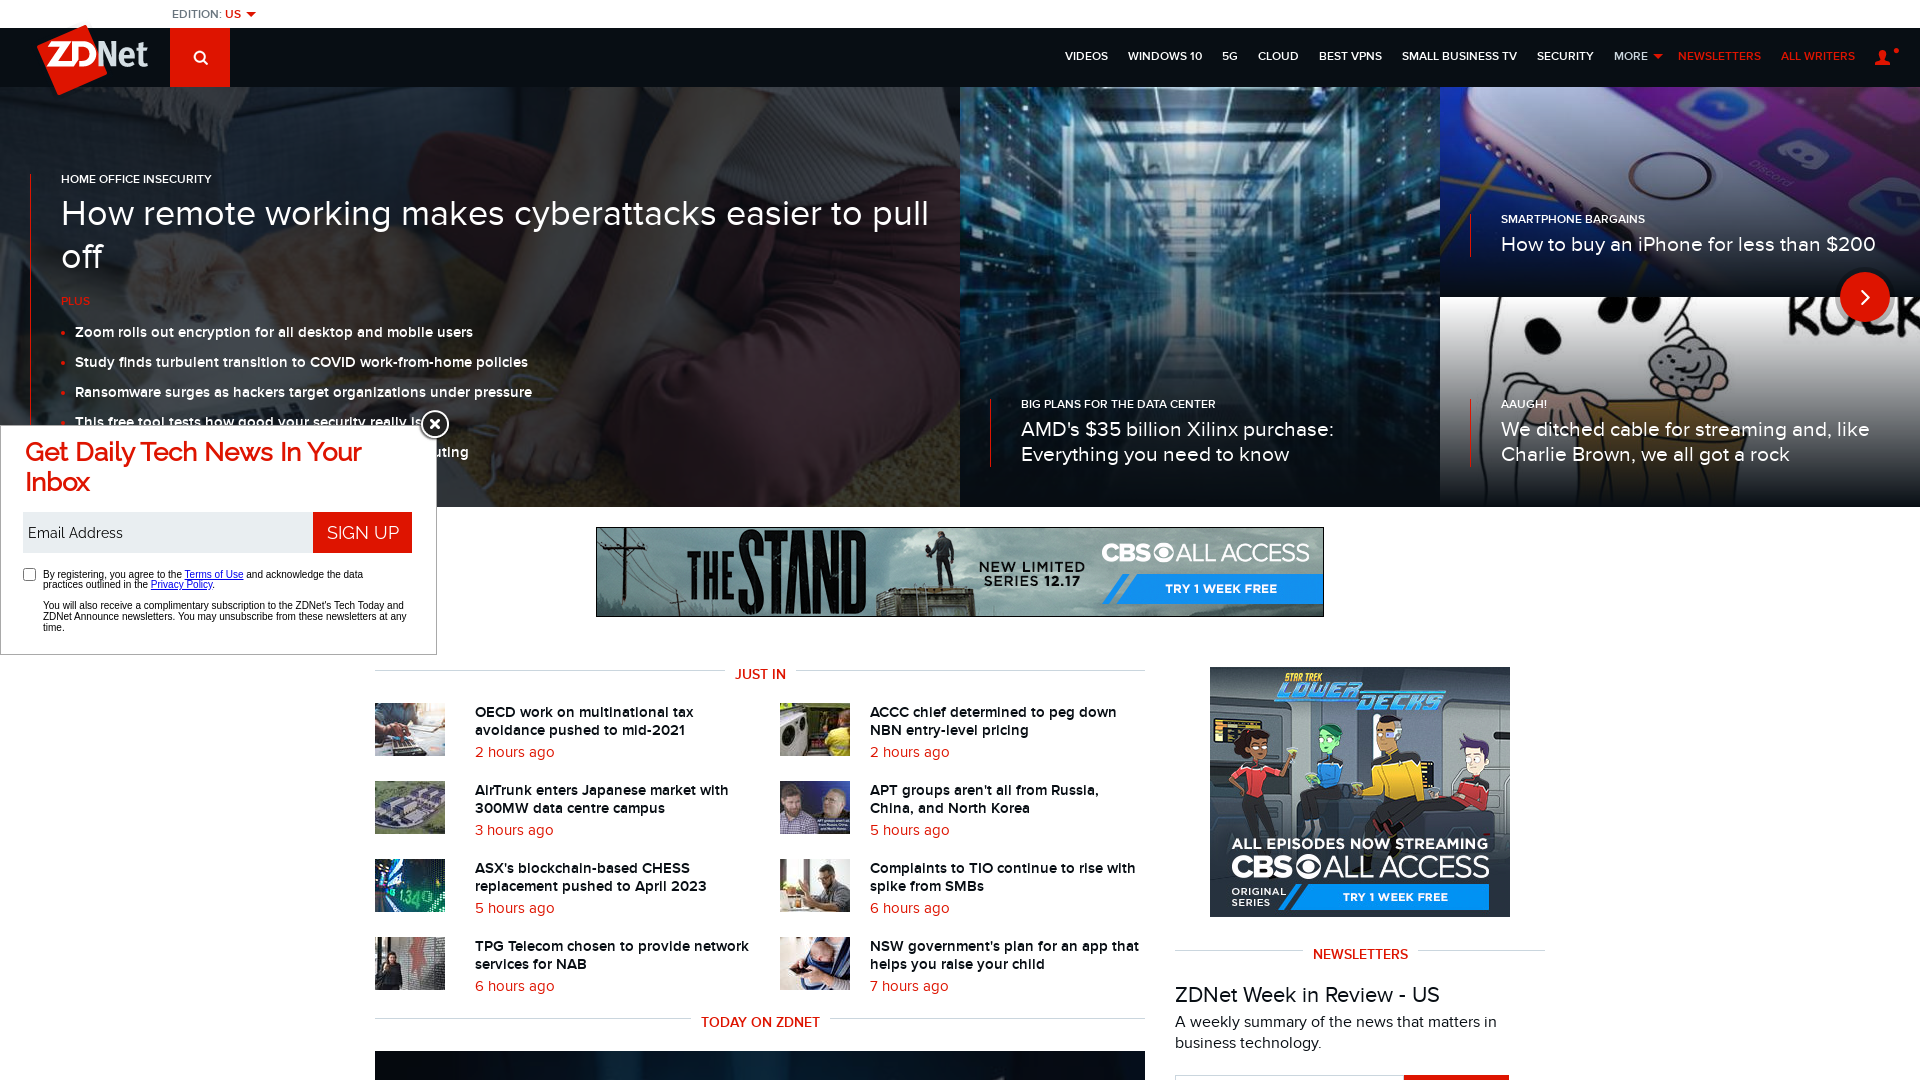 EDITION: US
ZDNet
VIDEOS WINDOWS 10 5G CLOUD BEST VPNS SMALL BUSINESS TV SECURITY MORE NEWSLETTERS ALL WRITERS
HOME OFFICE INSECURITY
How remote working makes cyberattacks easier to pull
off
PLUS
Zoom rolls out encryption for all desktop and mobile users
Study finds turbulent transition to COVID work-from-home policies
Ransomware surges as hackers target organizations under pressure
This free tool tests how good your security really is
uting
BIG PLANS FOR THE DATA CENTER
AMD's $35 billion Xilinx purchase:
Everything you need to know
Discord
SMARTPHONE BARGAINS
How to buy an iPhone for less than $200
ROCK
AAUGH!
We ditched cable for streaming and, like
Charlie Brown, we all got a rock
Get Daily Tech News In Your
Inbox
Email Address
SIGN UP
By registering, you agree to the Terms of Use and acknowledge the data
practices outlined in the Privacy Policy.
You will also receive a complimentary subscription to the ZDNet's Tech Today and
ZDNet Announce newsletters. You may unsubscribe from these newsletters at any
time.
THE STAND
NEW LIMITED
SERIES 12.17
CBS ALL ACCESS
TRY 1 WEEK FREE
JUST IN
OECD work on multinational tax
avoidance pushed to mid-2021
2 hours ago
ACCC chief determined to peg down
NBN entry-level pricing
2 hours ago
AirTrunk enters Japanese market with
300MW data centre campus
3 hours ago
APT groups aren't all from Russia,
China, and North Korea
5 hours ago
ASX's blockchain-based CHESS
replacement pushed to April 2023
5 hours ago
Complaints to TIO continue to rise with
spike from SMBs
6 hours ago
TPG Telecom chosen to provide network
services for NAB
6 hours ago
NSW government's plan for an app that
helps you raise your child
7 hours ago
TODAY ON ZDNET
STAR TREK
LOWER DECKS
ALL EPISODES NOW STREAMING
CBS ALL ACCESS
ORIGINAL
SERIES
TRY 1 WEEK FREE
NEWSLETTERS
ZDNet Week in Review - US
A weekly summary of the news that matters in
business technology.